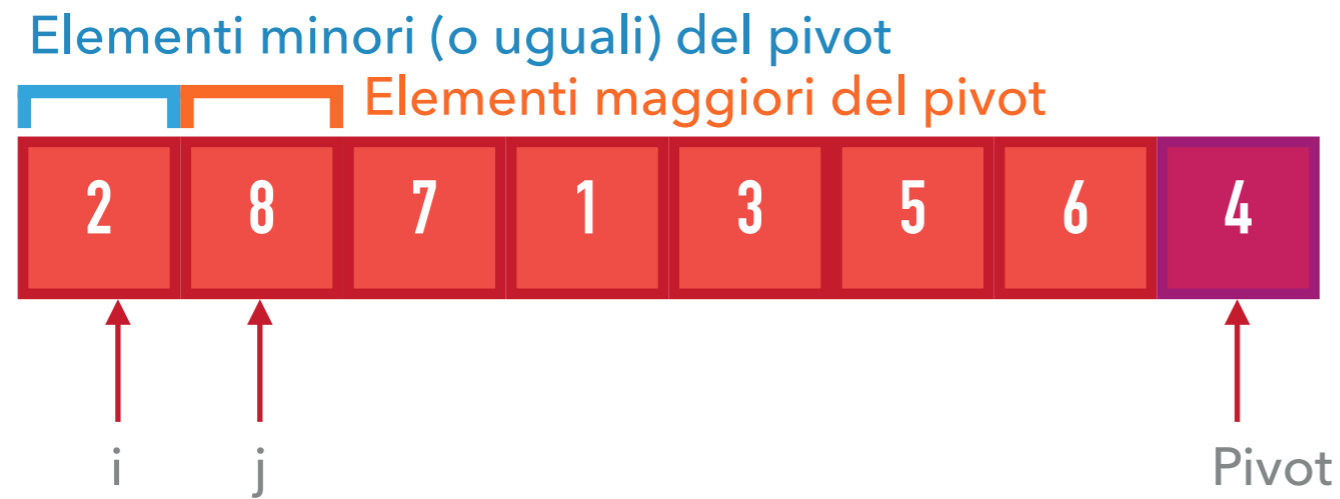 Elementi minori (o uguali) del pivot
Elementi maggiori del pivot
2 8 7 1 3 5 6 4
i j Pivot